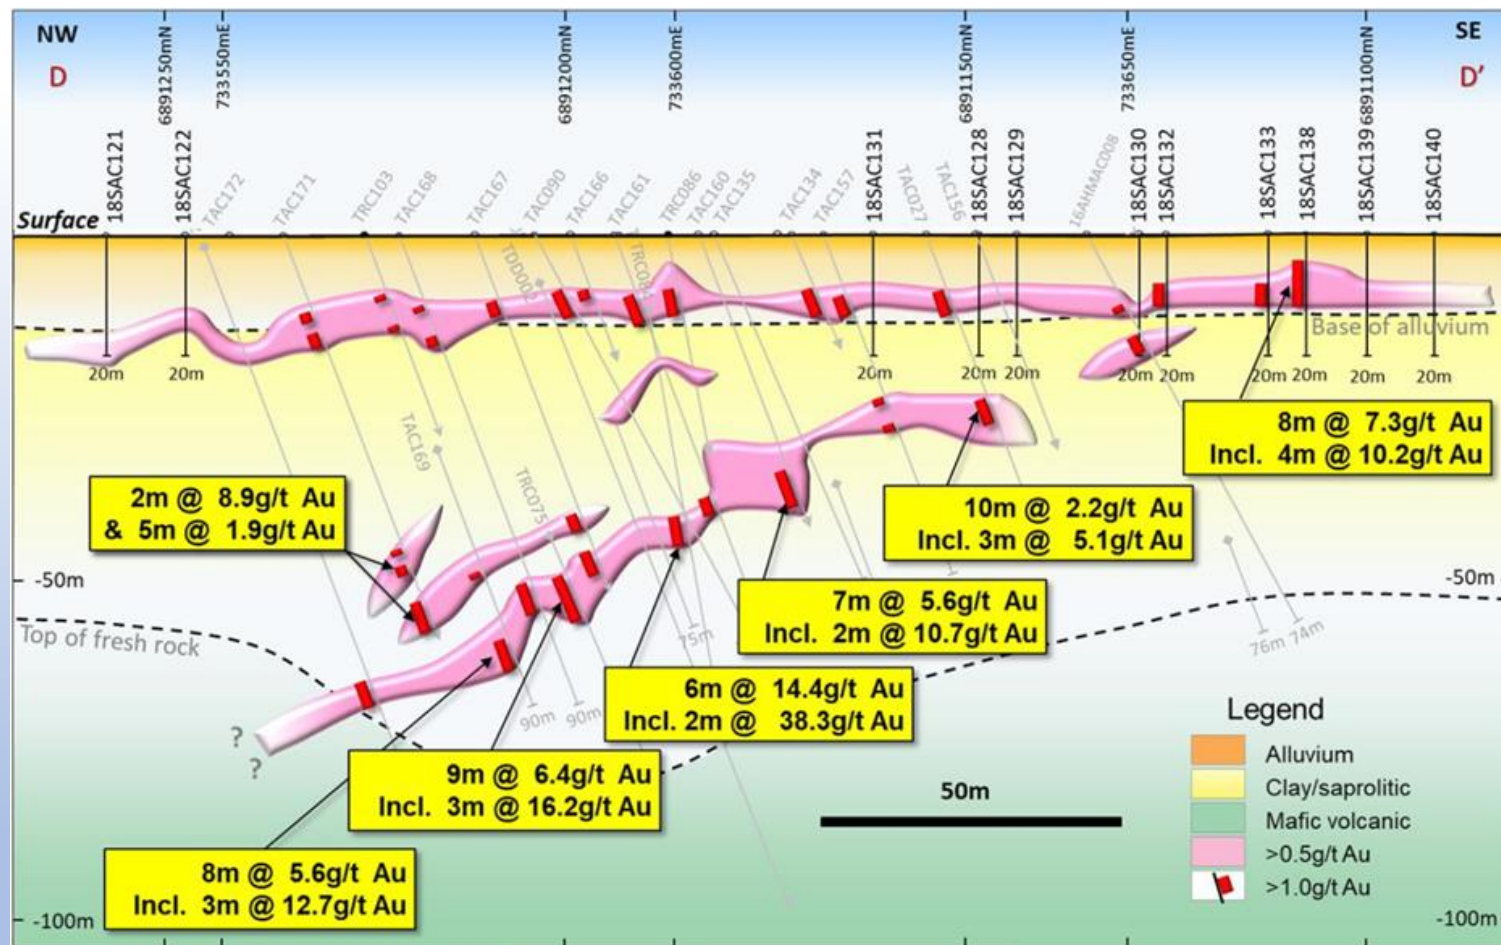 NW
SE
D
D'
6891250mN
733550mE
6891200mN
733600mE
6891150mN
733650mE
6891100mN
18SAC121
18SAC122
TAC172
TAC171
TRC103
TAC168
TAC167
TAC090
TAC166
TAC161
TRC086
TAC160
TAC135
TAC134
TAC157
18SAC131
TAC027
TAC156
18SAC128
18SAC129
16AHMAC008
18SAC130
18SAC132
18SAC133
18SAC138
18SAC139
18SAC140
Surface
Base of alluvium
20m
20m
20m
20m
20m
20m
20m
20m
20m
20m
20m
TAC169
TRC075
8m @ 7.3g/t Au
Incl. 4m @ 10.2g/t Au
2m @ 8.9g/t Au
& 5m @ 1.9g/t Au
10m @ 2.2g/t Au
Incl. 3m @ 5.1g/t Au
-50m
-50m
7m @ 5.6g/t Au
Incl. 2m @ 10.7g/t Au
Top of fresh rock
75m
76m
74m
6m @ 14.4g/t Au
Incl. 2m @ 38.3g/t Au
90m
90m
?
?
9m @ 6.4g/t Au
Incl. 3m @ 16.2g/t Au
8m @ 5.6g/t Au
Incl. 3m @ 12.7g/t Au
50m
Legend
Alluvium
Clay/saprolitic
Mafic volcanic
>0.5g/t Au
>1.0g/t Au
-100m
-100m